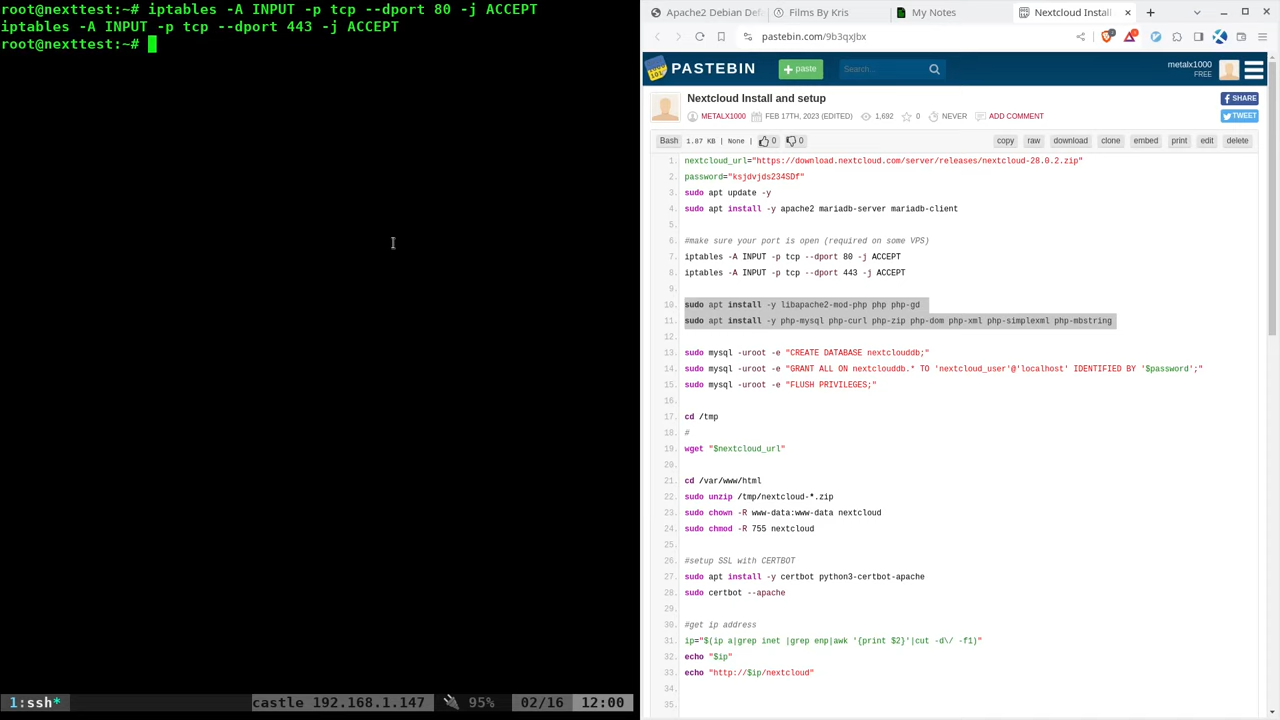 root@nexttest:~# iptables -A INPUT -p tcp --dport 80 -j ACCEPT
iptables -A INPUT -p tcp --dport 443 -j ACCEPT
root@nexttest:~#
1:ssh* castle 192.168.1.147 95% 02/16 12:00
Apache2 Debian Def
Films By Kris
My Notes
Nextcloud Install
pastebin.com/9b3qxJbx
PASTEBIN
+ paste
Search...
metalx1000
FREE
Nextcloud Install and setup
METALX1000 FEB 17TH, 2023 (EDITED) 1,692 0 NEVER ADD COMMENT
SHARE
TWEET
Bash 1.87 KB | None | 0 0 copy raw download clone embed print edit delete
1. nextcloud_url="https://download.nextcloud.com/server/releases/nextcloud-28.0.2.zip"
2. password="ksjdvjds234SDf"
3. sudo apt update -y
4. sudo apt install -y apache2 mariadb-server mariadb-client
5.
6. #make sure your port is open (required on some VPS)
7. iptables -A INPUT -p tcp --dport 80 -j ACCEPT
8. iptables -A INPUT -p tcp --dport 443 -j ACCEPT
9.
10. sudo apt install -y libapache2-mod-php php php-gd
11. sudo apt install -y php-mysql php-curl php-zip php-dom php-xml php-simplexml php-mbstring
12.
13. sudo mysql -uroot -e "CREATE DATABASE nextclouddb;"
14. sudo mysql -uroot -e "GRANT ALL ON nextclouddb.* TO 'nextcloud_user'@'localhost' IDENTIFIED BY '$password';"
15. sudo mysql -uroot -e "FLUSH PRIVILEGES;"
16.
17. cd /tmp
18. #
19. wget "$nextcloud_url"
20.
21. cd /var/www/html
22. sudo unzip /tmp/nextcloud-*.zip
23. sudo chown -R www-data:www-data nextcloud
24. sudo chmod -R 755 nextcloud
25.
26. #setup SSL with CERTBOT
27. sudo apt install -y certbot python3-certbot-apache
28. sudo certbot --apache
29.
30. #get ip address
31. ip="$(ip a|grep inet |grep enp|awk '{print $2}'|cut -d\/ -f1)"
32. echo "$ip"
33. echo "http://$ip/nextcloud"
34.
35.